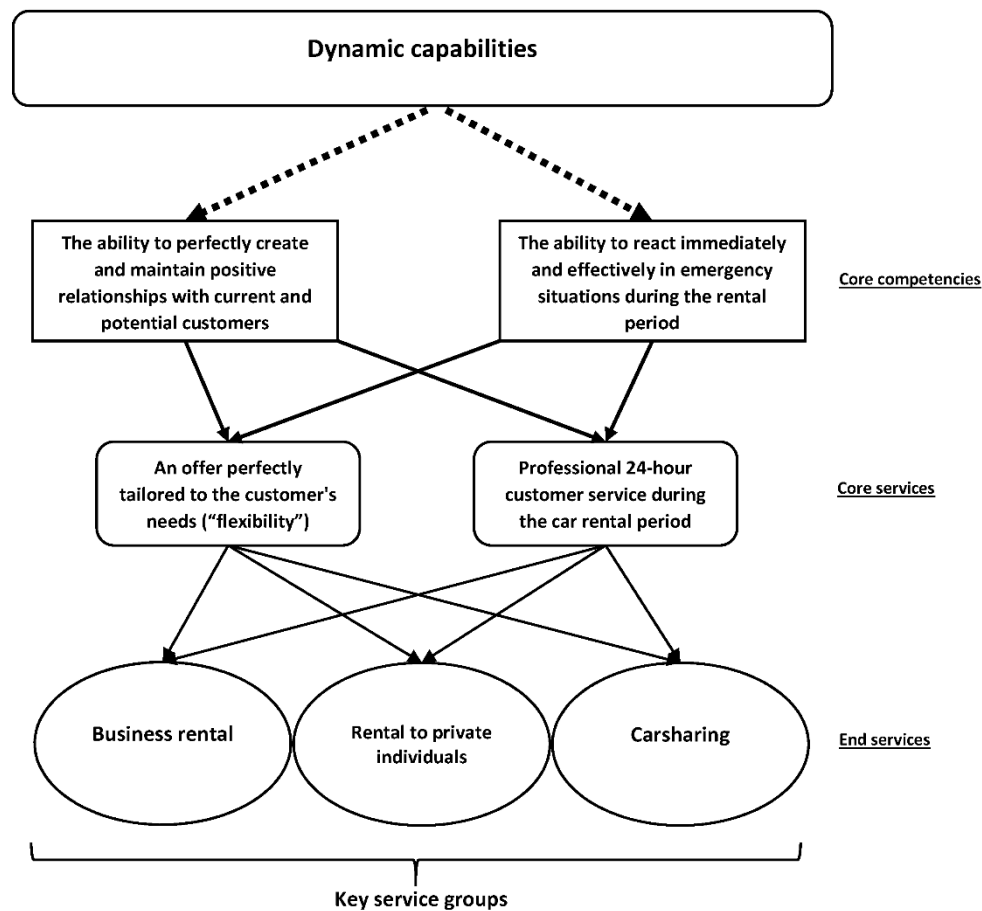 Dynamic capabilities
The ability to perfectly create
and maintain positive
relationships with current and
potential customers
The ability to react immediately
and effectively in emergency
situations during the rental
period
Core competencies
An offer perfectly
tailored to the customer's
needs (“flexibility”)
Professional 24-hour
customer service during
the car rental period
Core services
Business rental
Rental to private
individuals
Carsharing
End services
Key service groups